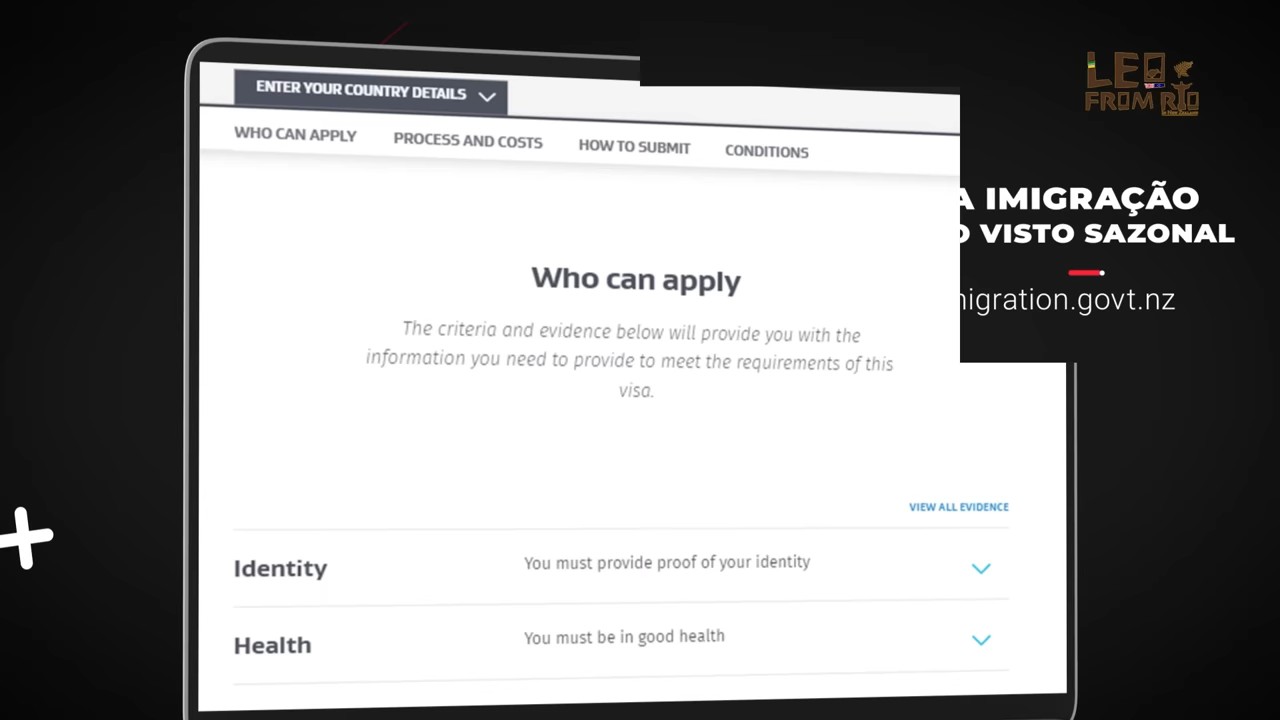 ENTER YOUR COUNTRY DETAILS
WHO CAN APPLY PROCESS AND COSTS HOW TO SUBMIT CONDITIONS
Who can apply
The criteria and evidence below will provide you with the
information you need to provide to meet the requirements of this
visa.
VIEW ALL EVIDENCE
Identity You must provide proof of your identity
Health You must be in good health
LEO
FROM RIO
IMIGRAÇÃO
VISTO SAZONAL
migration.govt.nz